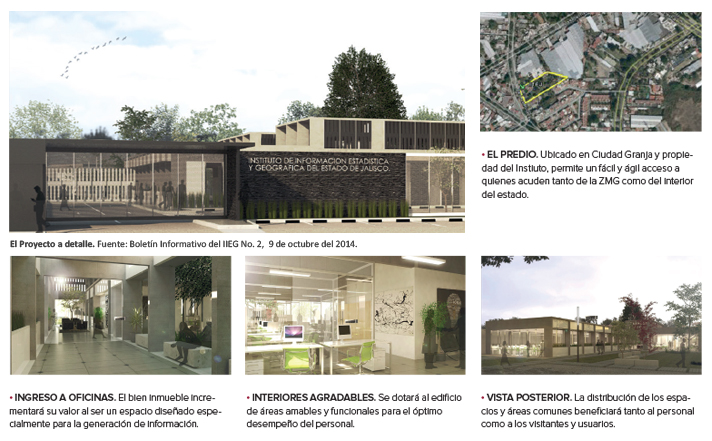 INSTITUTO DE INFORMACIÓN ESTADÍSTICA
Y GEOGRÁFICA DEL ESTADO DE JALISCO.
• EL PREDIO. Ubicado en Ciudad Granja y propie-
dad del Instiuto, permite un fácil y ágil acceso a
quienes acuden tanto de la ZMG como del interior
del estado.
El Proyecto a detalle. Fuente: Boletín Informativo del IIEG No. 2, 9 de octubre del 2014.
• INGRESO A OFICINAS. El bien inmueble incre-
mentará su valor al ser un espacio diseñado espe-
cialmente para la generación de información.
• INTERIORES AGRADABLES. Se dotará al edificio
de áreas amables y funcionales para el óptimo
desempeño del personal.
• VISTA POSTERIOR. La distribución de los espa-
cios y áreas comunes beneficiará tanto al personal
como a los visitantes y usuarios.